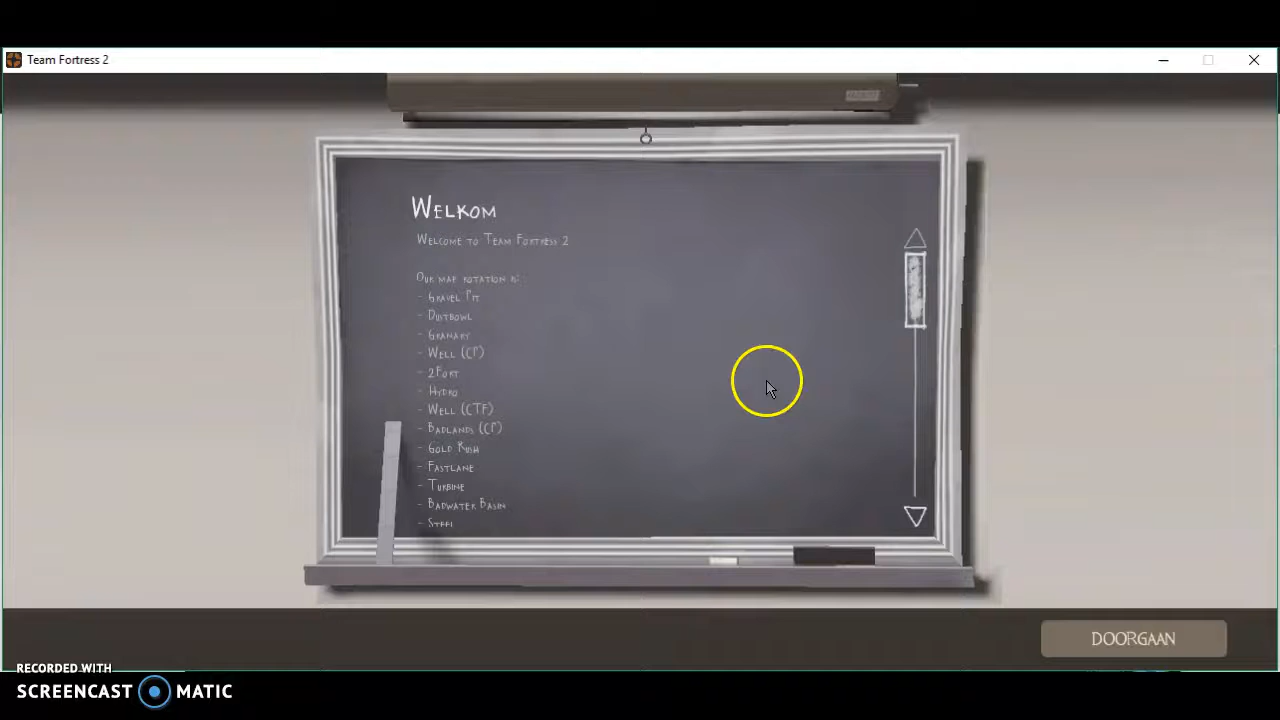 Team Fortress 2
WELKOM
WELCOME TO TEAM FORTRESS 2
OUR MAP ROTATION IS:
- GRAVEL PIT
- DUSTBOWL
- GRANARY
- WELL (CP)
- 2FORT
- HYDRO
- WELL (CTF)
- BADLANDS (CP)
- GOLD RUSH
- FASTLANE
- TURBINE
- BADWATER BASIN
- STEEL
DOORGAAN
RECORDED WITH
SCREENCAST MATIC